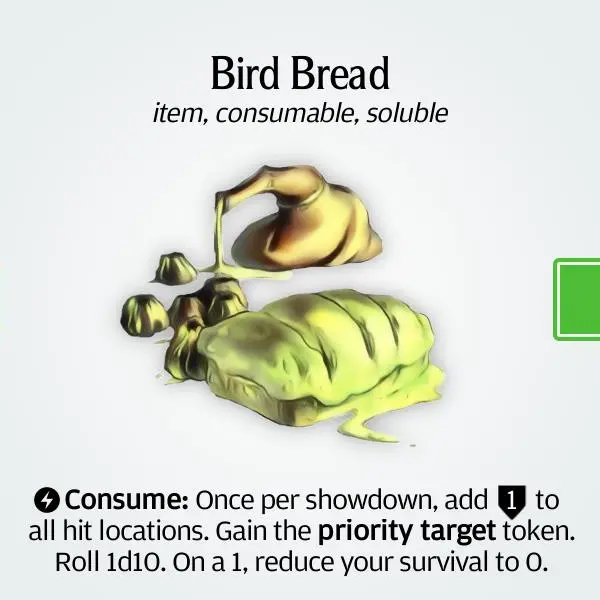 Bird Bread
item, consumable, soluble
Consume: Once per showdown, add 1 to
all hit locations. Gain the priority target token.
Roll 1d10. On a 1, reduce your survival to 0.